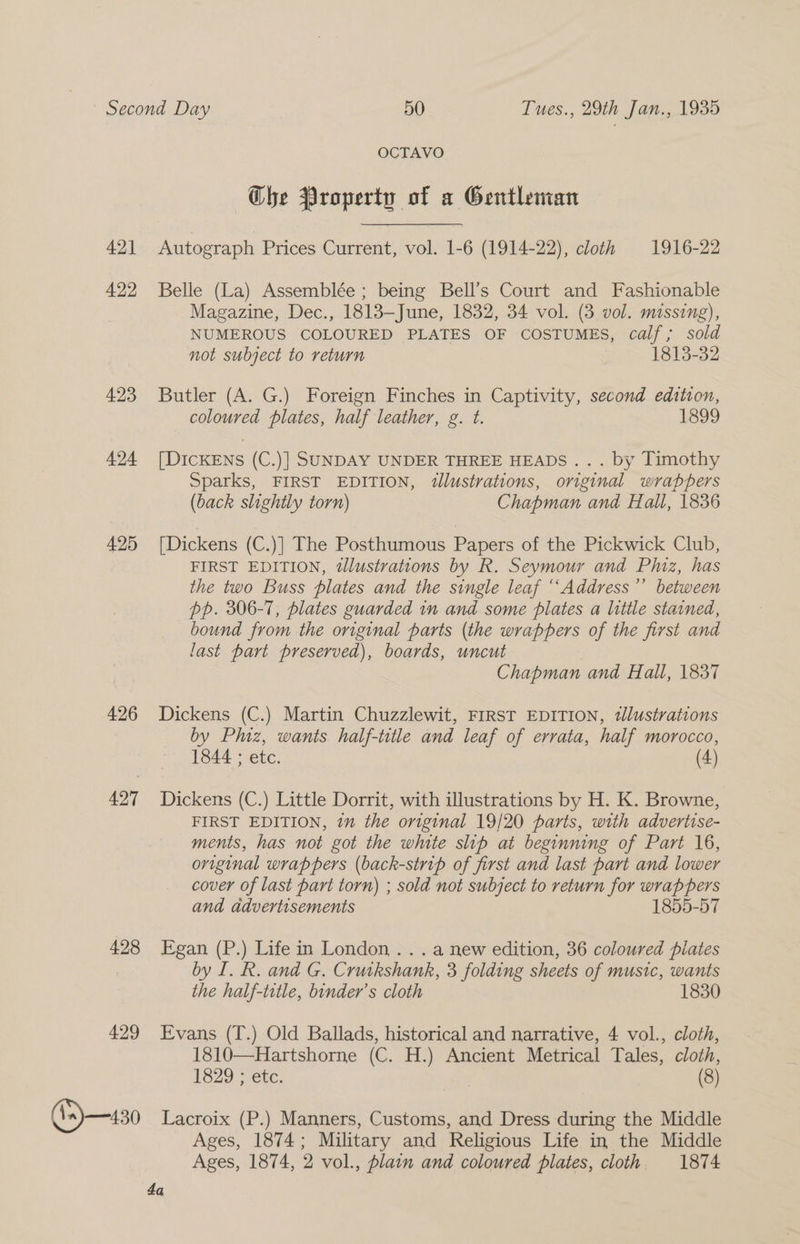 Second Day 50 Tues., 29th Jan., 1935
OCTAVO
The Property of a Gentleman
421 Autograph Prices Current, vol. 1-6 (1914-22), cloth 1916-22
422 Belle (La) Assemblée ; being Bell's Court and Fashionable
Magazine, Dec., 1813–June, 1832, 34 vol. (3 vol. missing),
NUMEROUS COLOURED PLATES OF COSTUMES, calf ; sold
not subject to return 1813-32
423 Butler (A. G.) Foreign Finches in Captivity, second edition,
coloured plates, half leather, g. t. 1899
424 [DICKENS (C.)] SUNDAY UNDER THREE HEADS . . . by Timothy
Sparks, FIRST EDITION, illustrations, original wrappers
(back slightly torn) Chapman and Hall, 1836
425 [Dickens (C.)] The Posthumous Papers of the Pickwick Club,
FIRST EDITION, illustrations by R. Seymour and Phiz, has
the two Buss plates and the single leaf “Address” between
pp. 306-7, plates guarded in and some plates a little stained,
bound from the original parts (the wrappers of the first and
last part preserved), boards, uncut
Chapman and Hall, 1837
426 Dickens (C.) Martin Chuzzlewit, FIRST EDITION, illustrations
by Phiz, wants half-title and leaf of errata, half morocco,
1844 ; etc. (4)
427 Dickens (C.) Little Dorrit, with illustrations by H. K. Browne,
FIRST EDITION, in the original 19/20 parts, with advertise-
ments, has not got the white slip at beginning of Part 16,
original wrappers (back-strip of first and last part and lower
cover of last part torn) ; sold not subject to return for wrappers
and advertisements 1855-57
428 Egan (P.) Life in London . . . a new edition, 36 coloured plates
by I. R. and G. Cruikshank, 3 folding sheets of music, wants
the half-title, binder's cloth 1830
429 Evans (T.) Old Ballads, historical and narrative, 4 vol., cloth,
1810—Hartshorne (C. H.) Ancient Metrical Tales, cloth,
1829 ; etc. (8)
430 Lacroix (P.) Manners, Customs, and Dress during the Middle
Ages, 1874 ; Military and Religious Life in the Middle
Ages, 1874, 2 vol., plain and coloured plates, cloth 1874
4a